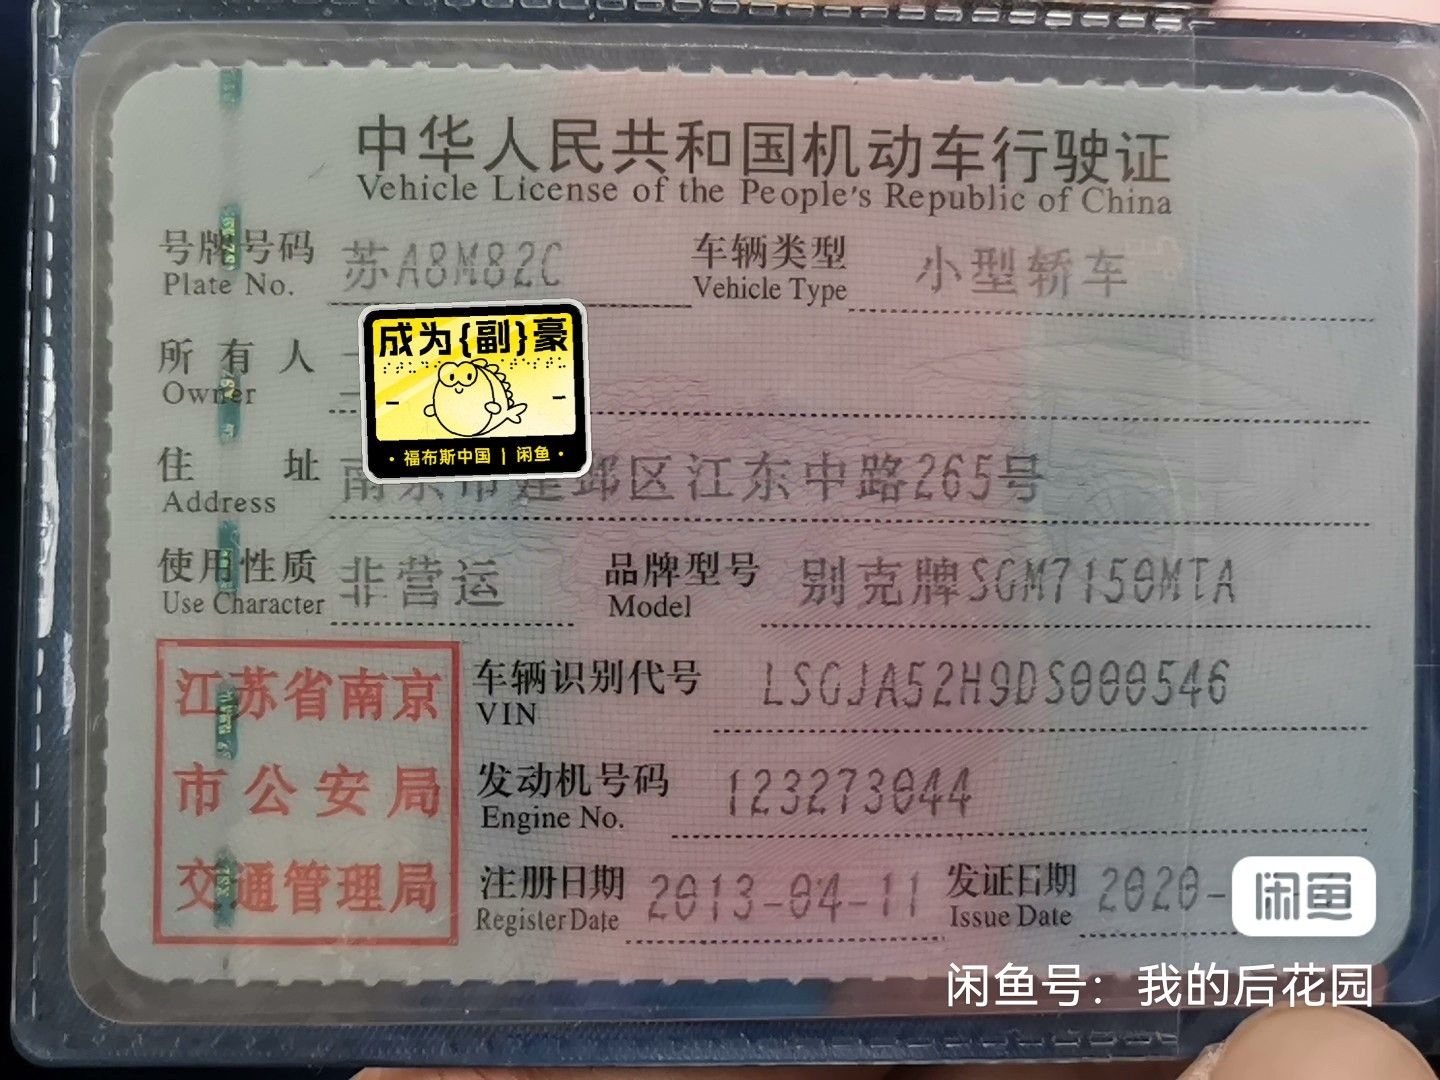 中华人民共和国机动车行驶证
Vehicle License of the People's Republic of China
号牌号码 苏A8M82C 车辆类型 小型轿车
Plate No. Vehicle Type
所有人
Owner
成为{副}豪
·福布斯中国 | 闲鱼·
住址 南京市建邺区江东中路265号
Address
使用性质 非营运 品牌型号 别克牌SGM7150MTA
Use Character Model
江苏省南京
市公安局
交通管理局
车辆识别代号 LSGJA52H9DS000546
VIN
发动机号码 123273044
Engine No.
注册日期 2013-04-11 发证日期 2020-
Register Date Issue Date
闲鱼
闲鱼号：我的后花园